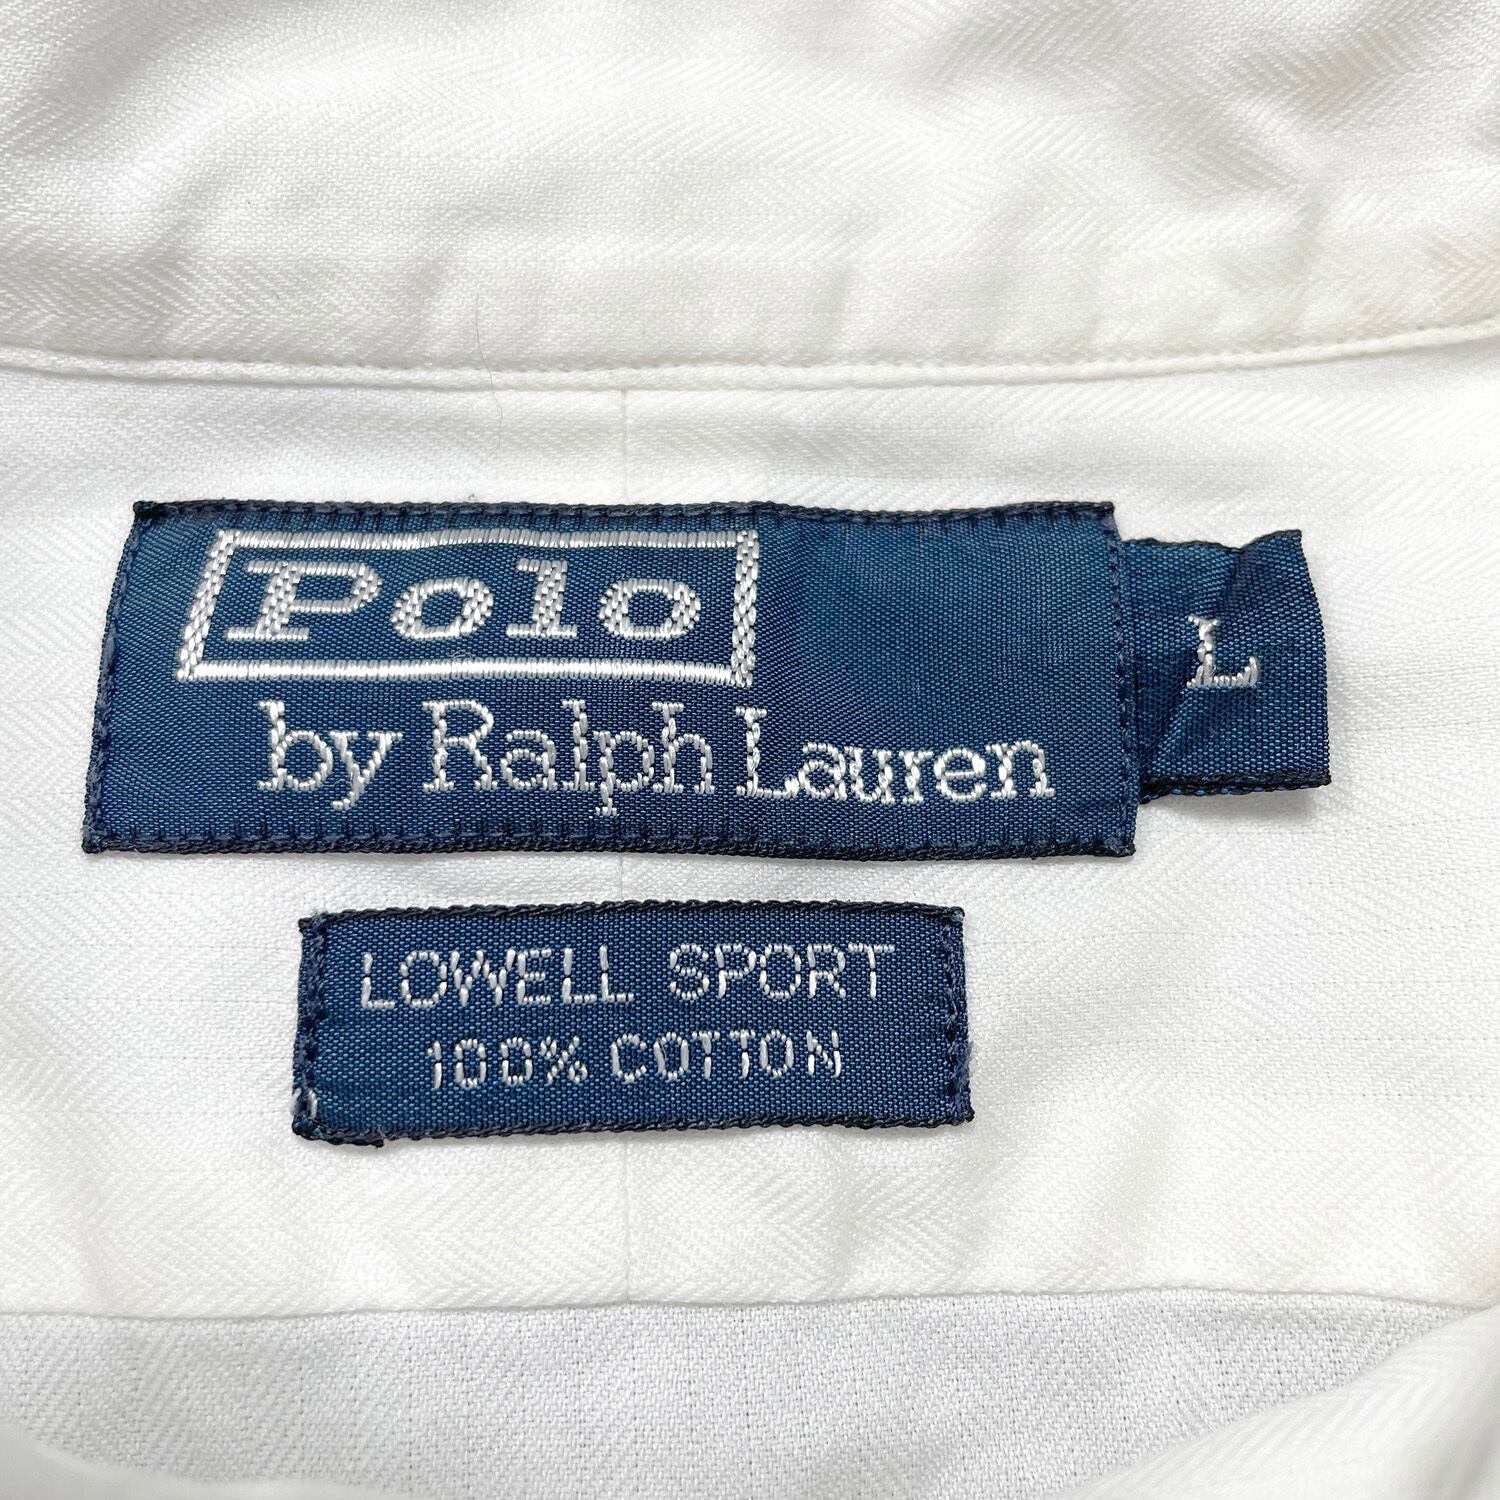 Polo
by Ralph Lauren
L
LOWELL SPORT
100% COTTON